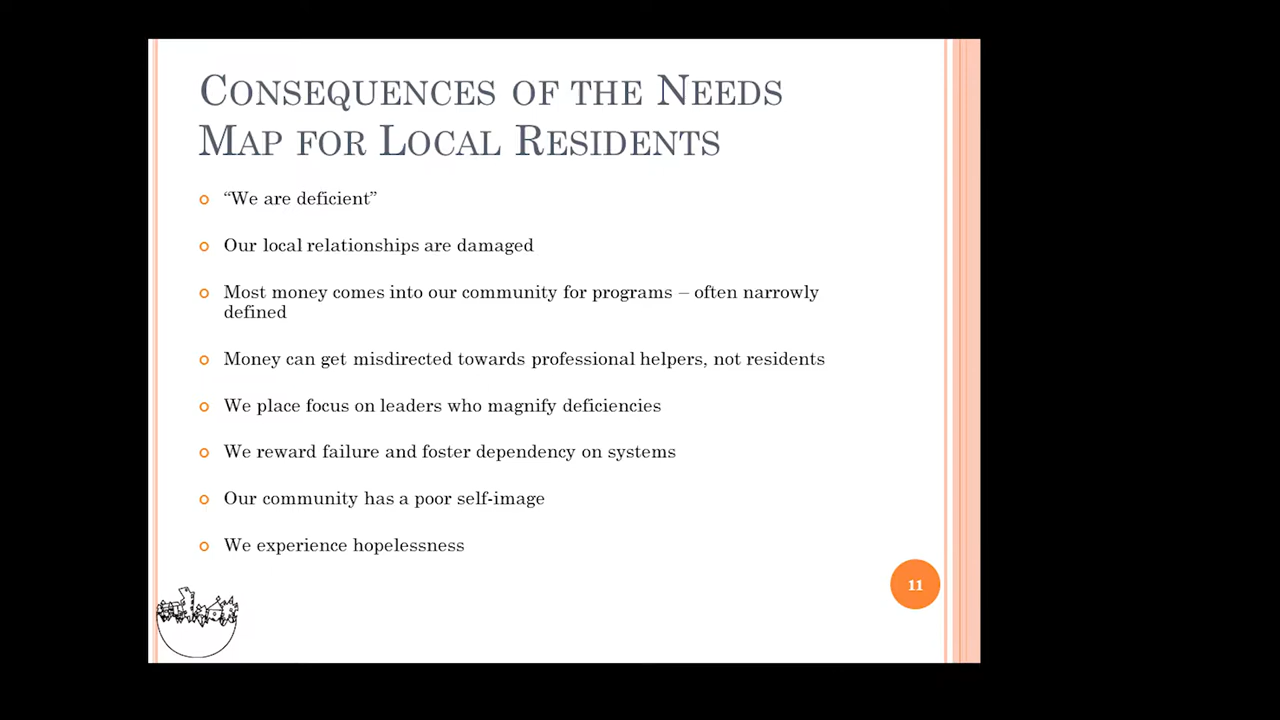 CONSEQUENCES OF THE NEEDS
MAP FOR LOCAL RESIDENTS
“We are deficient”
Our local relationships are damaged
Most money comes into our community for programs – often narrowly
defined
Money can get misdirected towards professional helpers, not residents
We place focus on leaders who magnify deficiencies
We reward failure and foster dependency on systems
Our community has a poor self-image
We experience hopelessness
11